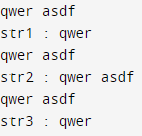 qwer asdf
str1 : qwer
qwer asdf
str2 : qwer asdf
qwer asdf
str3 : qwer